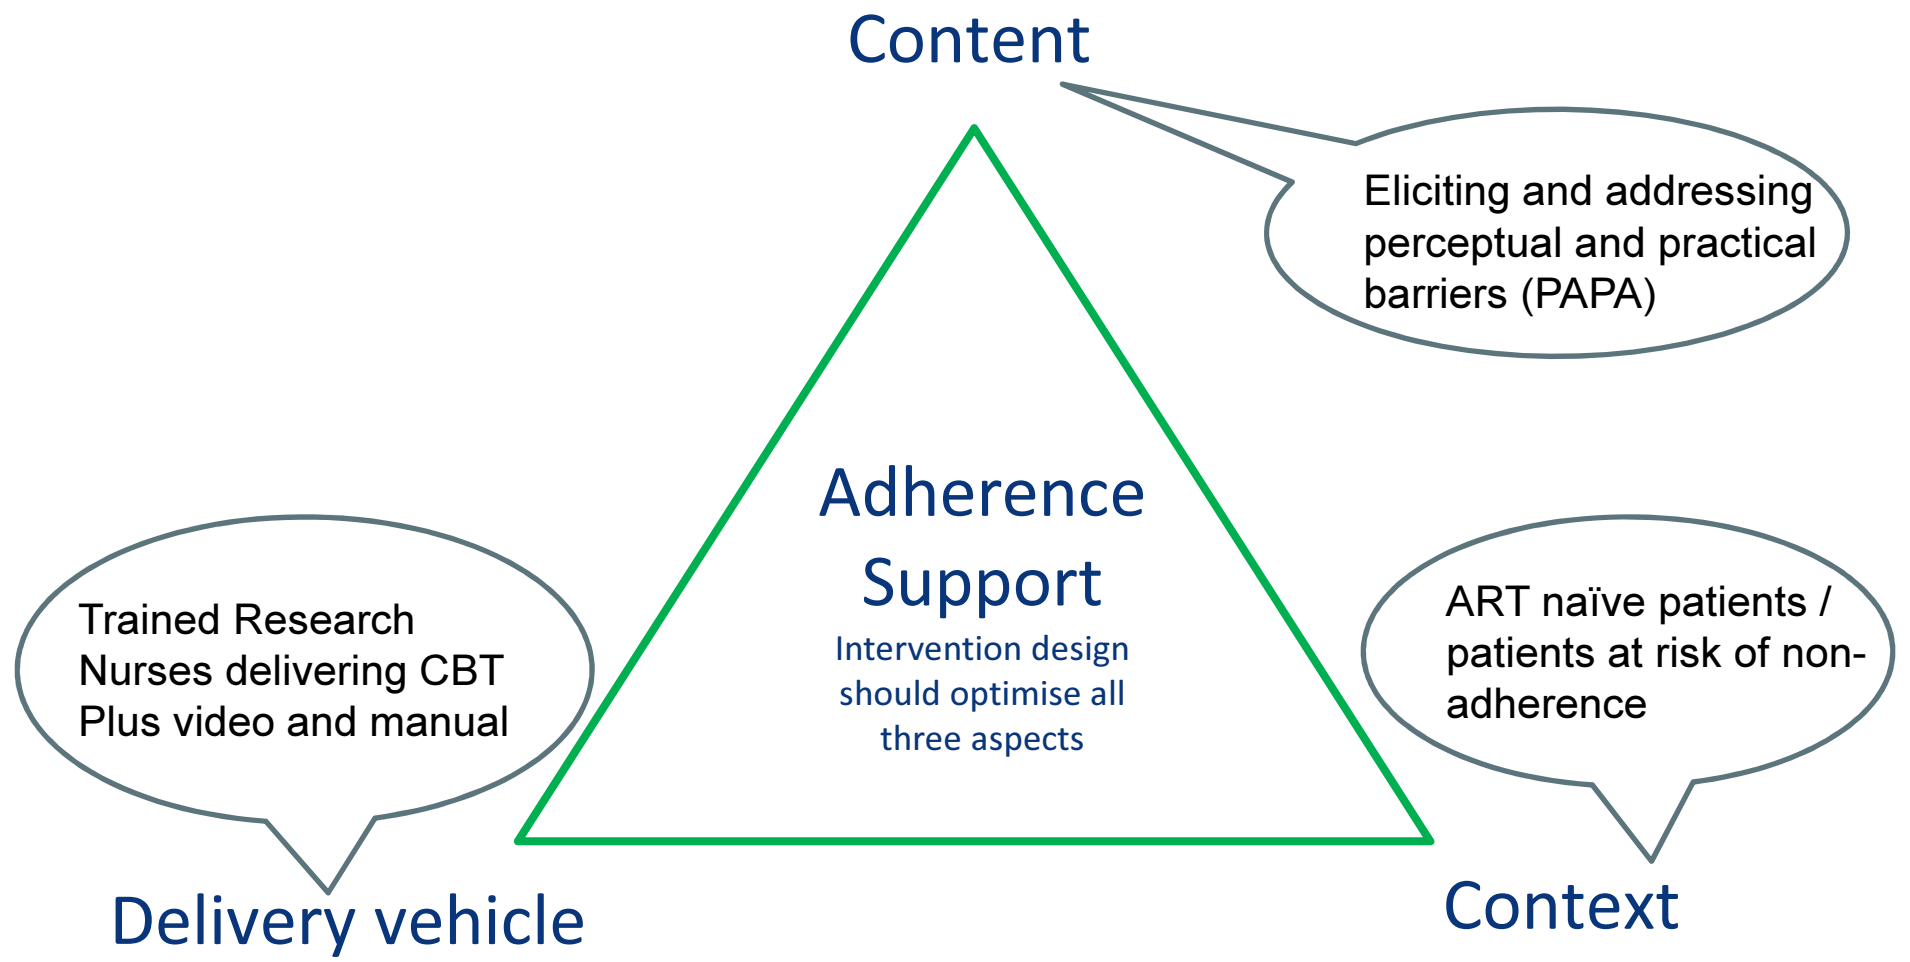 Content
Eliciting and addressing
perceptual and practical
barriers (PAPA)
Adherence
Support
Intervention design
should optimise all
three aspects
Trained Research
Nurses delivering CBT
Plus video and manual
ART naïve patients /
patients at risk of non-
adherence
Delivery vehicle
Context